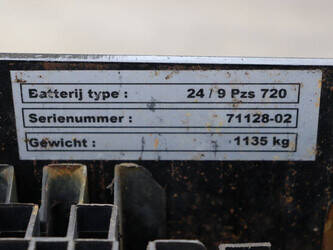 Batterij type : 24 / 9 Pzs 720
Serienummer : 71128-02
Gewicht : 1135 kg